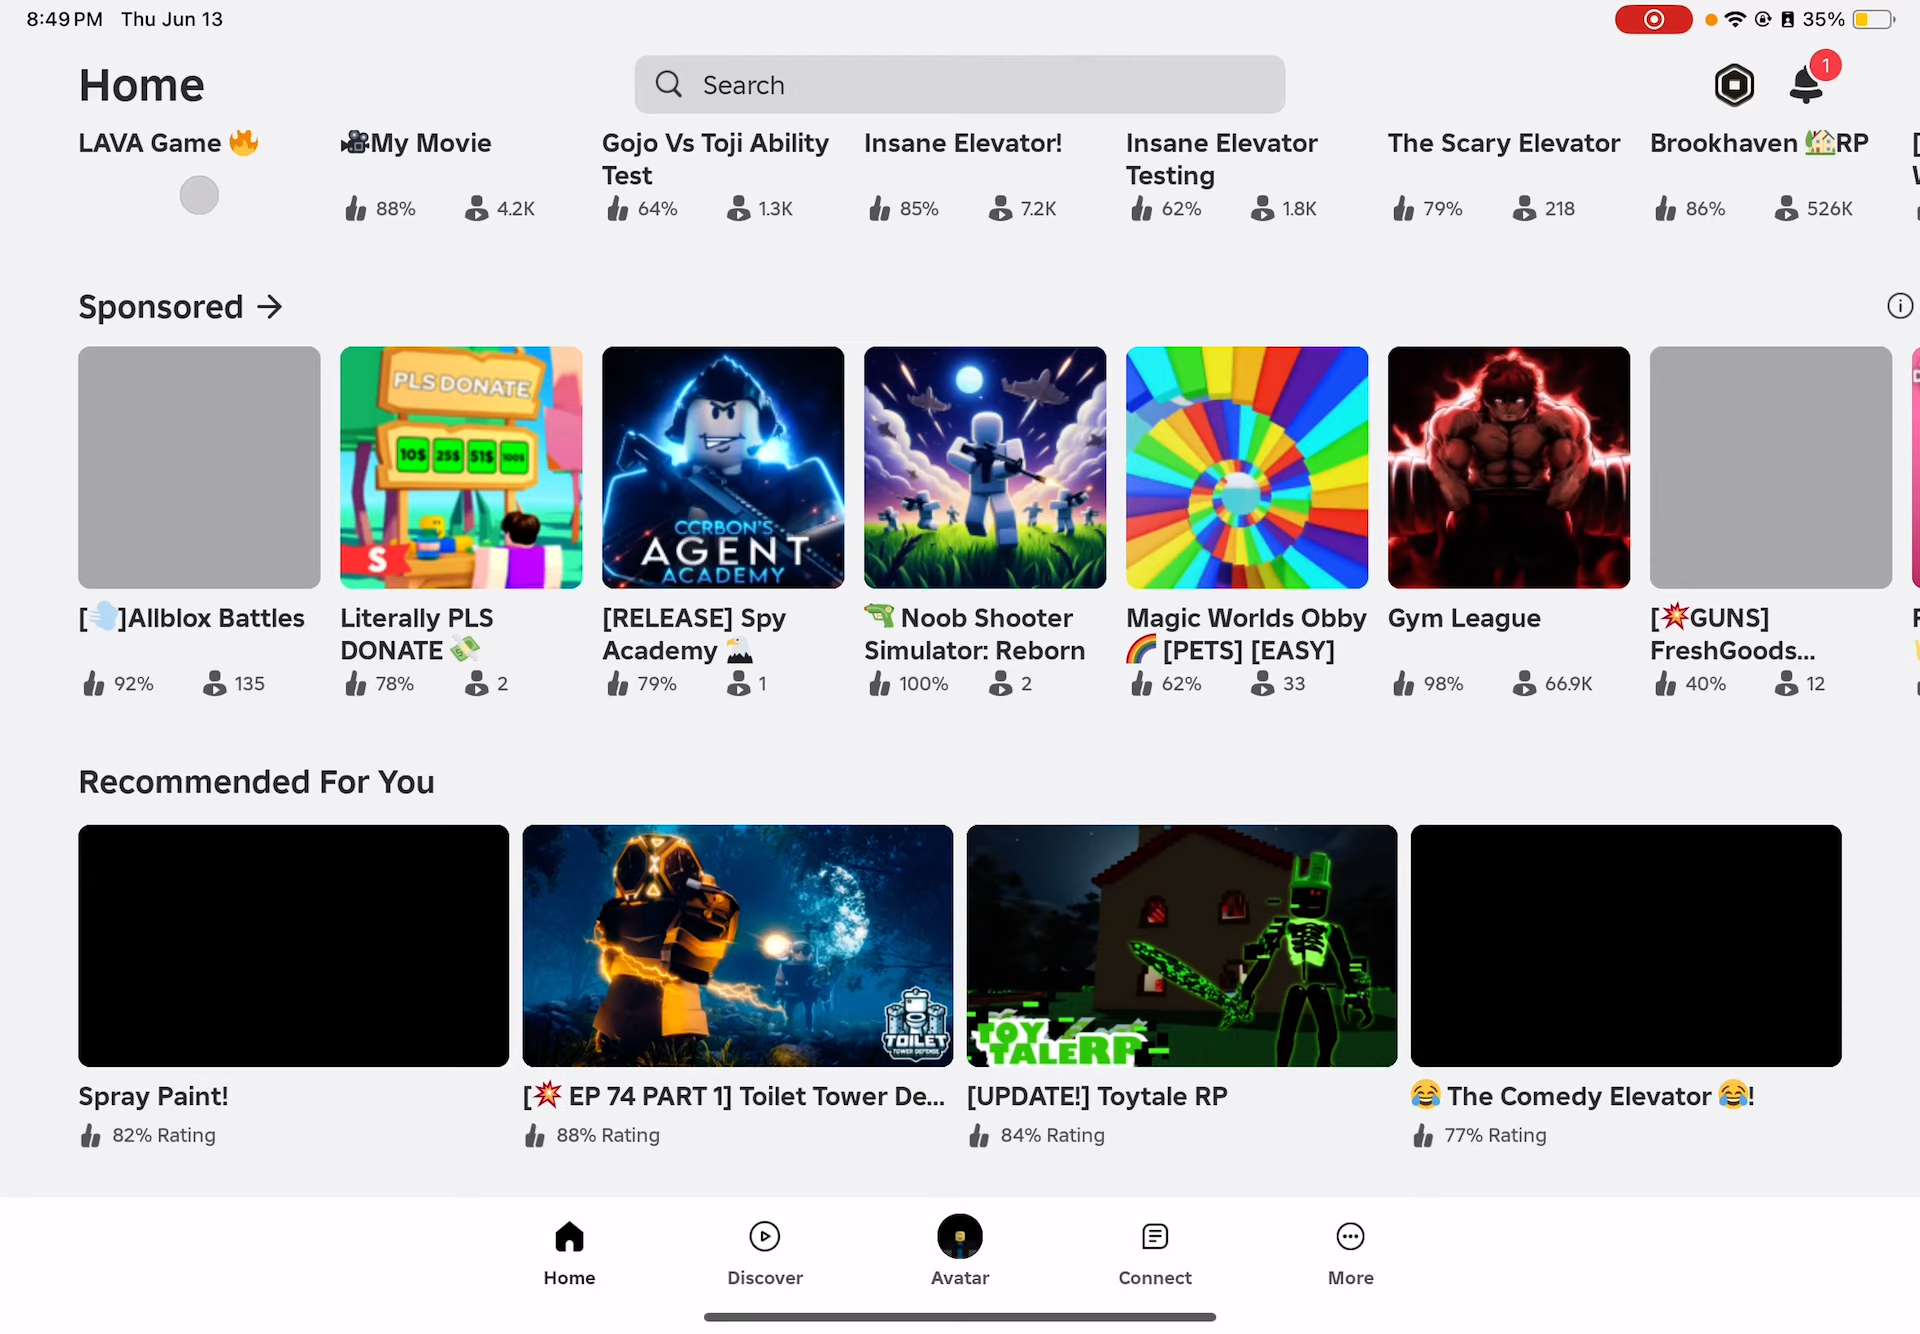 8:49 PM Thu Jun 13
35%
Home
Search
1
LAVA Game 🔥
🎥My Movie
88% 4.2K
Gojo Vs Toji Ability
Test
64% 1.3K
Insane Elevator!
85% 7.2K
Insane Elevator
Testing
62% 1.8K
The Scary Elevator
79% 218
Brookhaven 🏡RP
86% 526K
Sponsored →
[💨]Allblox Battles
92% 135
PLS DONATE
10$ 25$ 51$ 100$
S
Literally PLS
DONATE 💸
78% 2
CCRBON'S
AGENT
ACADEMY
[RELEASE] Spy
Academy 🦅
79% 1
🔫Noob Shooter
Simulator: Reborn
100% 2
Magic Worlds Obby
🌈 [PETS] [EASY]
62% 33
Gym League
98% 66.9K
[💥GUNS]
FreshGoods...
40% 12
Recommended For You
Spray Paint!
82% Rating
TOILET
TOWER DEFENSE
[💥 EP 74 PART 1] Toilet Tower De...
88% Rating
TOY
TALERP
[UPDATE!] Toytale RP
84% Rating
😂The Comedy Elevator 😂!
77% Rating
Home
Discover
Avatar
Connect
More